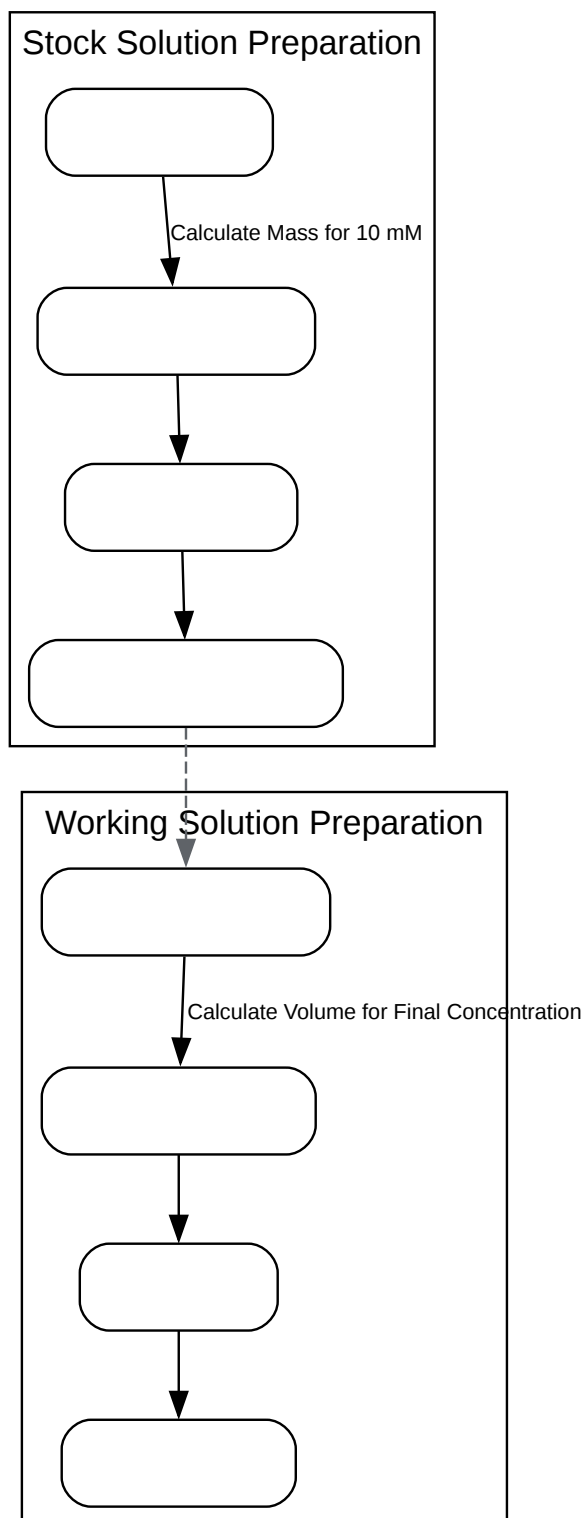 Stock Solution Preparation
Calculate Mass for 10 mM
Working Solution Preparation
Calculate Volume for Final Concentration